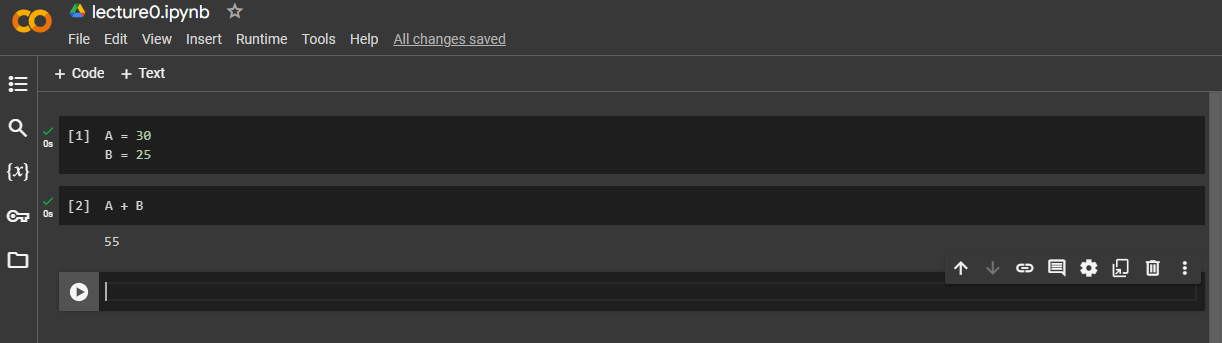 lecture0.ipynb
File Edit View Insert Runtime Tools Help All changes saved
+ Code + Text
[1] A = 30
0s
B = 25
[2] A + B
0s
55
{x}